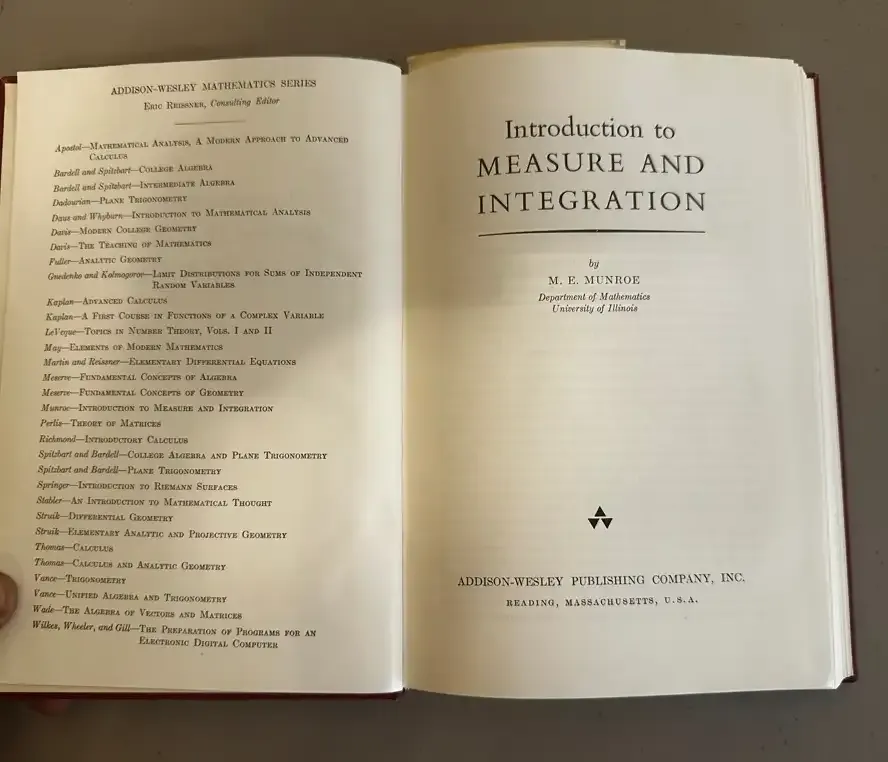 ADDISON-WESLEY MATHEMATICS SERIES
ERIC REISSNER, Consulting Editor
Apostol—MATHEMATICAL ANALYSIS, A MODERN APPROACH TO ADVANCED
CALCULUS
Bardell and Spitzbart—COLLEGE ALGEBRA
Bardell and Spitzbart—INTERMEDIATE ALGEBRA
Dadourian—PLANE TRIGONOMETRY
Daus and Whyburn—INTRODUCTION TO MATHEMATICAL ANALYSIS
Davis—MODERN COLLEGE GEOMETRY
Davis—THE TEACHING OF MATHEMATICS
Fuller—ANALYTIC GEOMETRY
Gnedenko and Kolmogorov—LIMIT DISTRIBUTIONS FOR SUMS OF INDEPENDENT
RANDOM VARIABLES
Kaplan—ADVANCED CALCULUS
Kaplan—A FIRST COURSE IN FUNCTIONS OF A COMPLEX VARIABLE
LeVeque—TOPICS IN NUMBER THEORY, VOLS. I AND II
May—ELEMENTS OF MODERN MATHEMATICS
Martin and Reissner—ELEMENTARY DIFFERENTIAL EQUATIONS
Meserve—FUNDAMENTAL CONCEPTS OF ALGEBRA
Meserve—FUNDAMENTAL CONCEPTS OF GEOMETRY
Munroe—INTRODUCTION TO MEASURE AND INTEGRATION
Perlis—THEORY OF MATRICES
Richmond—INTRODUCTORY CALCULUS
Spitzbart and Bardell—COLLEGE ALGEBRA AND PLANE TRIGONOMETRY
Spitzbart and Bardell—PLANE TRIGONOMETRY
Springer—INTRODUCTION TO RIEMANN SURFACES
Stabler—AN INTRODUCTION TO MATHEMATICAL THOUGHT
Struik—DIFFERENTIAL GEOMETRY
Struik—ELEMENTARY ANALYTIC AND PROJECTIVE GEOMETRY
Thomas—CALCULUS
Thomas—CALCULUS AND ANALYTIC GEOMETRY
Vance—TRIGONOMETRY
Vance—UNIFIED ALGEBRA AND TRIGONOMETRY
Wade—THE ALGEBRA OF VECTORS AND MATRICES
Wilkes, Wheeler, and Gill—THE PREPARATION OF PROGRAMS FOR AN
ELECTRONIC DIGITAL COMPUTER
Introduction to
MEASURE AND
INTEGRATION
by
M. E. MUNROE
Department of Mathematics
University of Illinois
ADDISON-WESLEY PUBLISHING COMPANY, INC.
READING, MASSACHUSETTS, U.S.A.